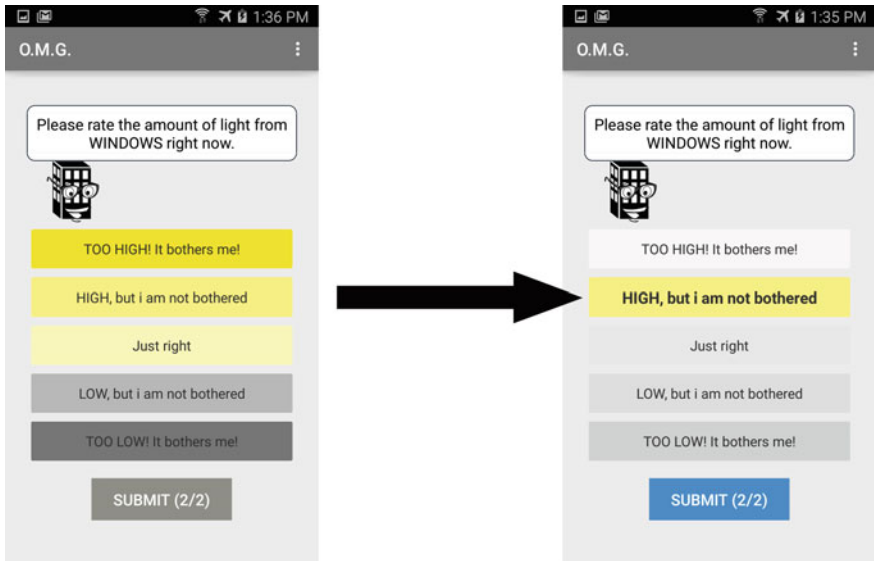 1:36 PM
O.M.G.
Please rate the amount of light from
WINDOWS right now.
TOO HIGH! It bothers me!
HIGH, but i am not bothered
Just right
LOW, but i am not bothered
TOO LOW! It bothers me!
SUBMIT (2/2)
1:35 PM
O.M.G.
Please rate the amount of light from
WINDOWS right now.
TOO HIGH! It bothers me!
HIGH, but i am not bothered
Just right
LOW, but i am not bothered
TOO LOW! It bothers me!
SUBMIT (2/2)